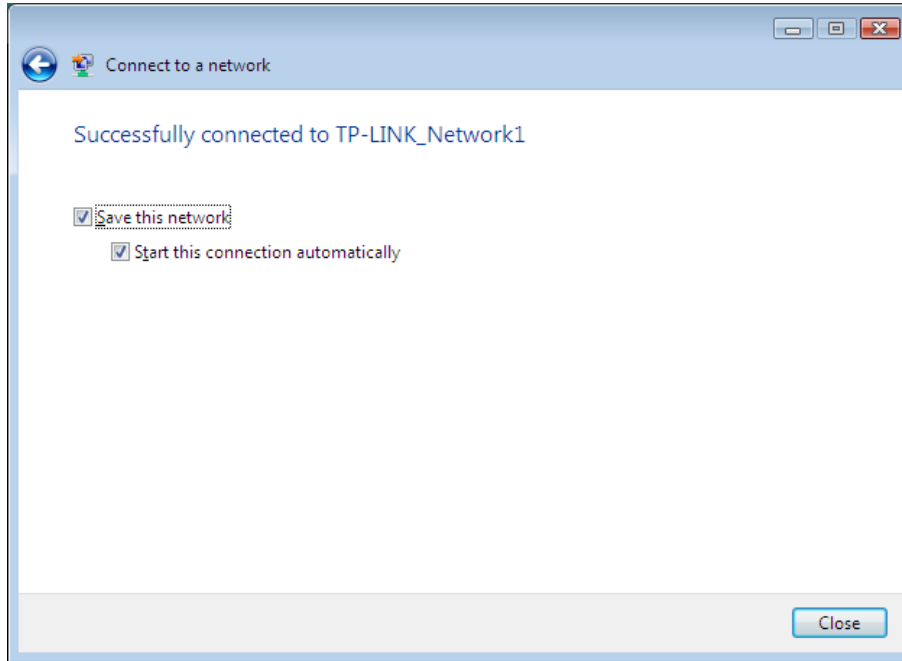 Connect to a network
Successfully connected to TP-LINK_Network1
Save this network
Start this connection automatically
Close